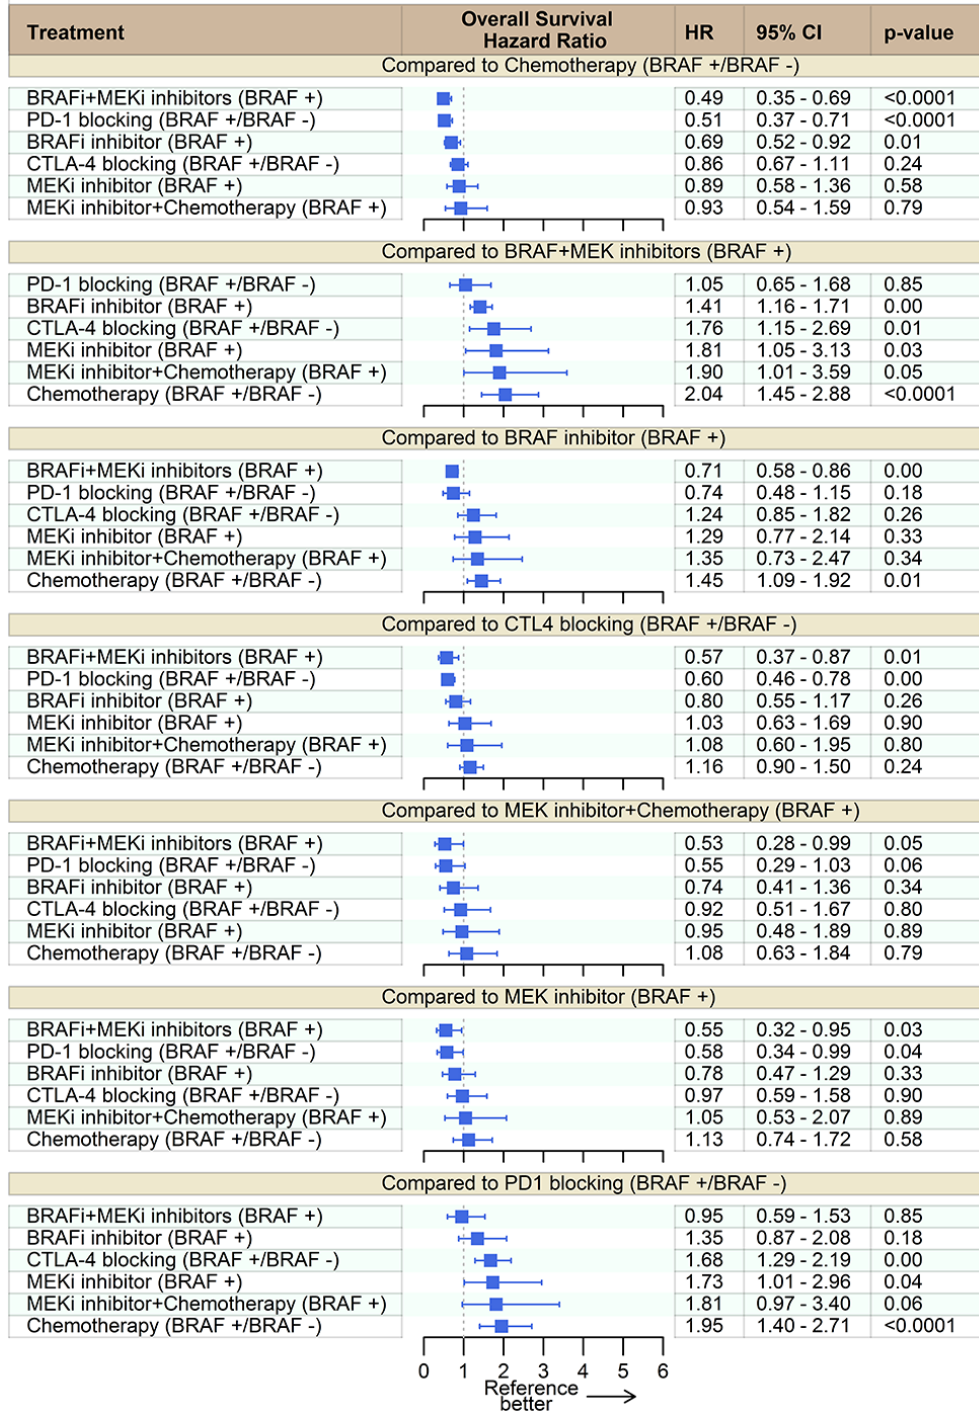 Treatment Overall Survival Hazard Ratio HR 95% CI p-value
Compared to Chemotherapy (BRAF +/BRAF -)
BRAFi+MEKi inhibitors (BRAF +) 0.49 0.35 - 0.69 <0.0001
PD-1 blocking (BRAF +/BRAF -) 0.51 0.37 - 0.71 <0.0001
BRAFi inhibitor (BRAF +) 0.69 0.52 - 0.92 0.01
CTLA-4 blocking (BRAF +/BRAF -) 0.86 0.67 - 1.11 0.24
MEKi inhibitor (BRAF +) 0.89 0.58 - 1.36 0.58
MEKi inhibitor+Chemotherapy (BRAF +) 0.93 0.54 - 1.59 0.79
Compared to BRAF+MEK inhibitors (BRAF +)
PD-1 blocking (BRAF +/BRAF -) 1.05 0.65 - 1.68 0.85
BRAFi inhibitor (BRAF +) 1.41 1.16 - 1.71 0.00
CTLA-4 blocking (BRAF +/BRAF -) 1.76 1.15 - 2.69 0.01
MEKi inhibitor (BRAF +) 1.81 1.05 - 3.13 0.03
MEKi inhibitor+Chemotherapy (BRAF +) 1.90 1.01 - 3.59 0.05
Chemotherapy (BRAF +/BRAF -) 2.04 1.45 - 2.88 <0.0001
Compared to BRAF inhibitor (BRAF +)
BRAFi+MEKi inhibitors (BRAF +) 0.71 0.58 - 0.86 0.00
PD-1 blocking (BRAF +/BRAF -) 0.74 0.48 - 1.15 0.18
CTLA-4 blocking (BRAF +/BRAF -) 1.24 0.85 - 1.82 0.26
MEKi inhibitor (BRAF +) 1.29 0.77 - 2.14 0.33
MEKi inhibitor+Chemotherapy (BRAF +) 1.35 0.73 - 2.47 0.34
Chemotherapy (BRAF +/BRAF -) 1.45 1.09 - 1.92 0.01
Compared to CTL4 blocking (BRAF +/BRAF -)
BRAFi+MEKi inhibitors (BRAF +) 0.57 0.37 - 0.87 0.01
PD-1 blocking (BRAF +/BRAF -) 0.60 0.46 - 0.78 0.00
BRAFi inhibitor (BRAF +) 0.80 0.55 - 1.17 0.26
MEKi inhibitor (BRAF +) 1.03 0.63 - 1.69 0.90
MEKi inhibitor+Chemotherapy (BRAF +) 1.08 0.60 - 1.95 0.80
Chemotherapy (BRAF +/BRAF -) 1.16 0.90 - 1.50 0.24
Compared to MEK inhibitor+Chemotherapy (BRAF +)
BRAFi+MEKi inhibitors (BRAF +) 0.53 0.28 - 0.99 0.05
PD-1 blocking (BRAF +/BRAF -) 0.55 0.29 - 1.03 0.06
BRAFi inhibitor (BRAF +) 0.74 0.41 - 1.36 0.34
CTLA-4 blocking (BRAF +/BRAF -) 0.92 0.51 - 1.67 0.80
MEKi inhibitor (BRAF +) 0.95 0.48 - 1.89 0.89
Chemotherapy (BRAF +/BRAF -) 1.08 0.63 - 1.84 0.79
Compared to MEK inhibitor (BRAF +)
BRAFi+MEKi inhibitors (BRAF +) 0.55 0.32 - 0.95 0.03
PD-1 blocking (BRAF +/BRAF -) 0.58 0.34 - 0.99 0.04
BRAFi inhibitor (BRAF +) 0.78 0.47 - 1.29 0.33
CTLA-4 blocking (BRAF +/BRAF -) 0.97 0.59 - 1.58 0.90
MEKi inhibitor+Chemotherapy (BRAF +) 1.05 0.53 - 2.07 0.89
Chemotherapy (BRAF +/BRAF -) 1.13 0.74 - 1.72 0.58
Compared to PD1 blocking (BRAF +/BRAF -)
BRAFi+MEKi inhibitors (BRAF +) 0.95 0.59 - 1.53 0.85
BRAFi inhibitor (BRAF +) 1.35 0.87 - 2.08 0.18
CTLA-4 blocking (BRAF +/BRAF -) 1.68 1.29 - 2.19 0.00
MEKi inhibitor (BRAF +) 1.73 1.01 - 2.96 0.04
MEKi inhibitor+Chemotherapy (BRAF +) 1.81 0.97 - 3.40 0.06
Chemotherapy (BRAF +/BRAF -) 1.95 1.40 - 2.71 <0.0001
0 1 2 3 4 5 6
Reference
better